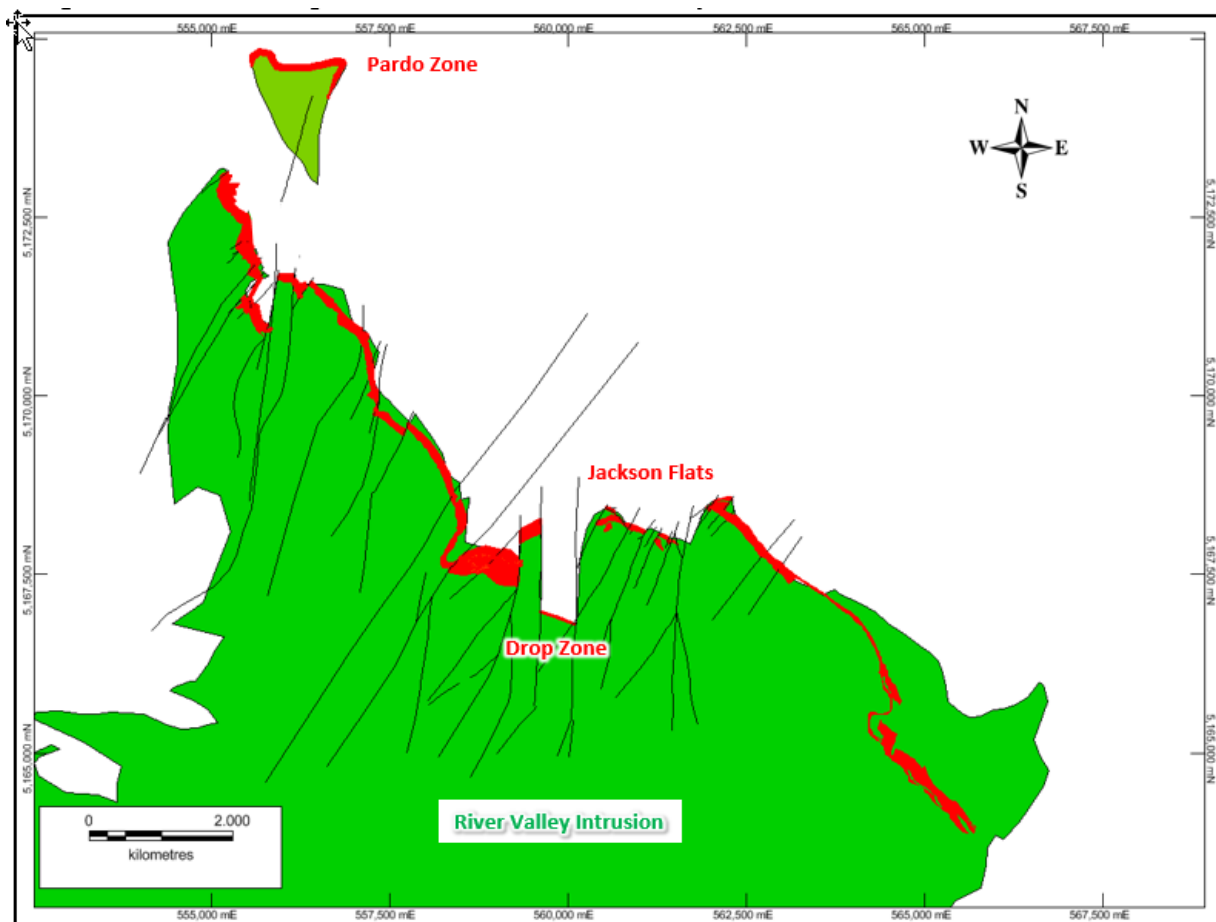 555,000 mE
557,500 mE
560,000 mE
562,500 mE
565,000 mE
567,500 mE
Pardo Zone
N
W
E
S
5,172,500 mN
5,172,500 mN
5,170,000 mN
5,170,000 mN
Jackson Flats
5,167,500 mN
5,167,500 mN
Drop Zone
5,165,000 mN
5,165,000 mN
River Valley Intrusion
0
2.000
kilometres
555,000 mE
557,500 mE
560,000 mE
562,500 mE
565,000 mE
567,500 mE